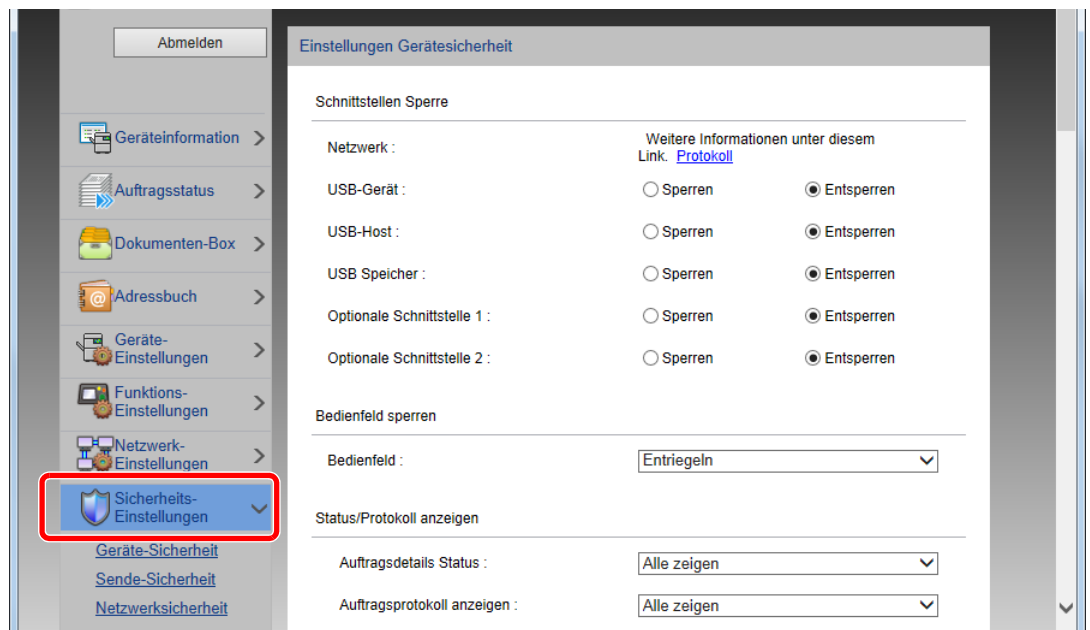 Abmelden
Geräteinformation
Auftragsstatus
Dokumenten-Box
Adressbuch
Geräte-
Einstellungen
Funktions-
Einstellungen
Netzwerk-
Einstellungen
Sicherheits-
Einstellungen
Geräte-Sicherheit
Sende-Sicherheit
Netzwerksicherheit
Einstellungen Gerätesicherheit
Schnittstellen Sperre
Netzwerk : Weitere Informationen unter diesem
Link. Protokoll
USB-Gerät : Sperren Entsperren
USB-Host : Sperren Entsperren
USB Speicher : Sperren Entsperren
Optionale Schnittstelle 1 : Sperren Entsperren
Optionale Schnittstelle 2 : Sperren Entsperren
Bedienfeld sperren
Bedienfeld : Entriegeln
Status/Protokoll anzeigen
Auftragsdetails Status : Alle zeigen
Auftragsprotokoll anzeigen : Alle zeigen